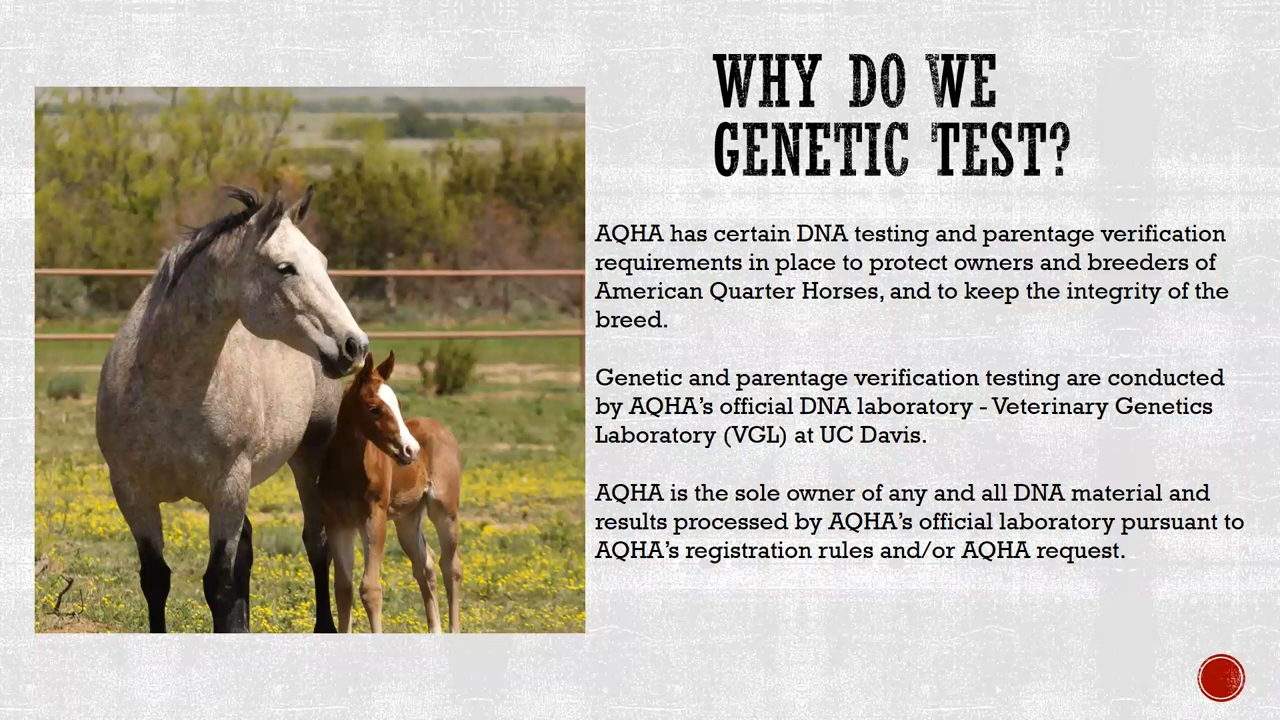 WHY DO WE
GENETIC TEST?
AQHA has certain DNA testing and parentage verification
requirements in place to protect owners and breeders of
American Quarter Horses, and to keep the integrity of the
breed.
Genetic and parentage verification testing are conducted
by AQHA’s official DNA laboratory - Veterinary Genetics
Laboratory (VGL) at UC Davis.
AQHA is the sole owner of any and all DNA material and
results processed by AQHA’s official laboratory pursuant to
AQHA’s registration rules and/or AQHA request.